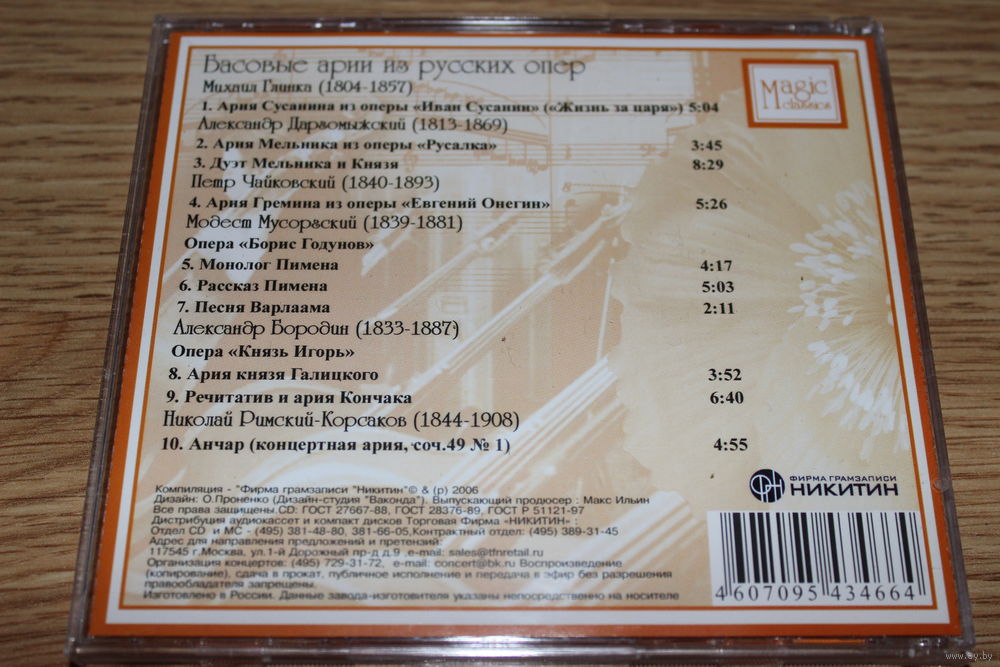 Басовые арии из русских опер
Magic
classics
Михаил Глинка (1804-1857)
1. Ария Сусанина из оперы «Иван Сусанин» («Жизнь за царя») 5:04
Александр Даргомыжский (1813-1869)
2. Ария Мельника из оперы «Русалка» 3:45
3. Дуэт Мельника и Князя 8:29
Петр Чайковский (1840-1893)
4. Ария Гремина из оперы «Евгений Онегин» 5:26
Модест Мусоргский (1839-1881)
Опера «Борис Годунов»
5. Монолог Пимена 4:17
6. Рассказ Пимена 5:03
7. Песня Варлаама 2:11
Александр Бородин (1833-1887)
Опера «Князь Игорь»
8. Ария князя Галицкого 3:52
9. Речитатив и ария Кончака 6:40
Николай Римский-Корсаков (1844-1908)
10. Анчар (концертная ария, соч.49 № 1) 4:55
Компиляция - "Фирма грамзаписи "Никитин"© & (p) 2006
Дизайн: О.Проненко (Дизайн-студия "Ваконда"). Выпускающий продюсер : Макс Ильин
Все права защищены.CD: ГОСТ 27667-88, ГОСТ 28376-89, ГОСТ Р 51121-97
Дистрибуция аудиокассет и компакт дисков Торговая Фирма «НИКИТИН» :
Отдел CD и МС - (495) 381-48-80, 381-66-05,Контрактный отдел: (495) 389-31-45
Адрес для направления предложений и претензий:
117545 г.Москва, ул.1-й Дорожный пр-д д.9 ,e-mail: sales@tfnretail.ru
Организация концертов: (495) 729-31-72, e-mail: concert@bk.ru Воспроизведение
(копирование), сдача в прокат, публичное исполнение и передача в эфир без разрешения
правообладателя запрещены.
Изготовлено в России. Данные завода-изготовителя указаны непосредственно на носителе
ФИРМА ГРАМЗАПИСИ
НИКИТИН
4 607095 434664
www.ay.by